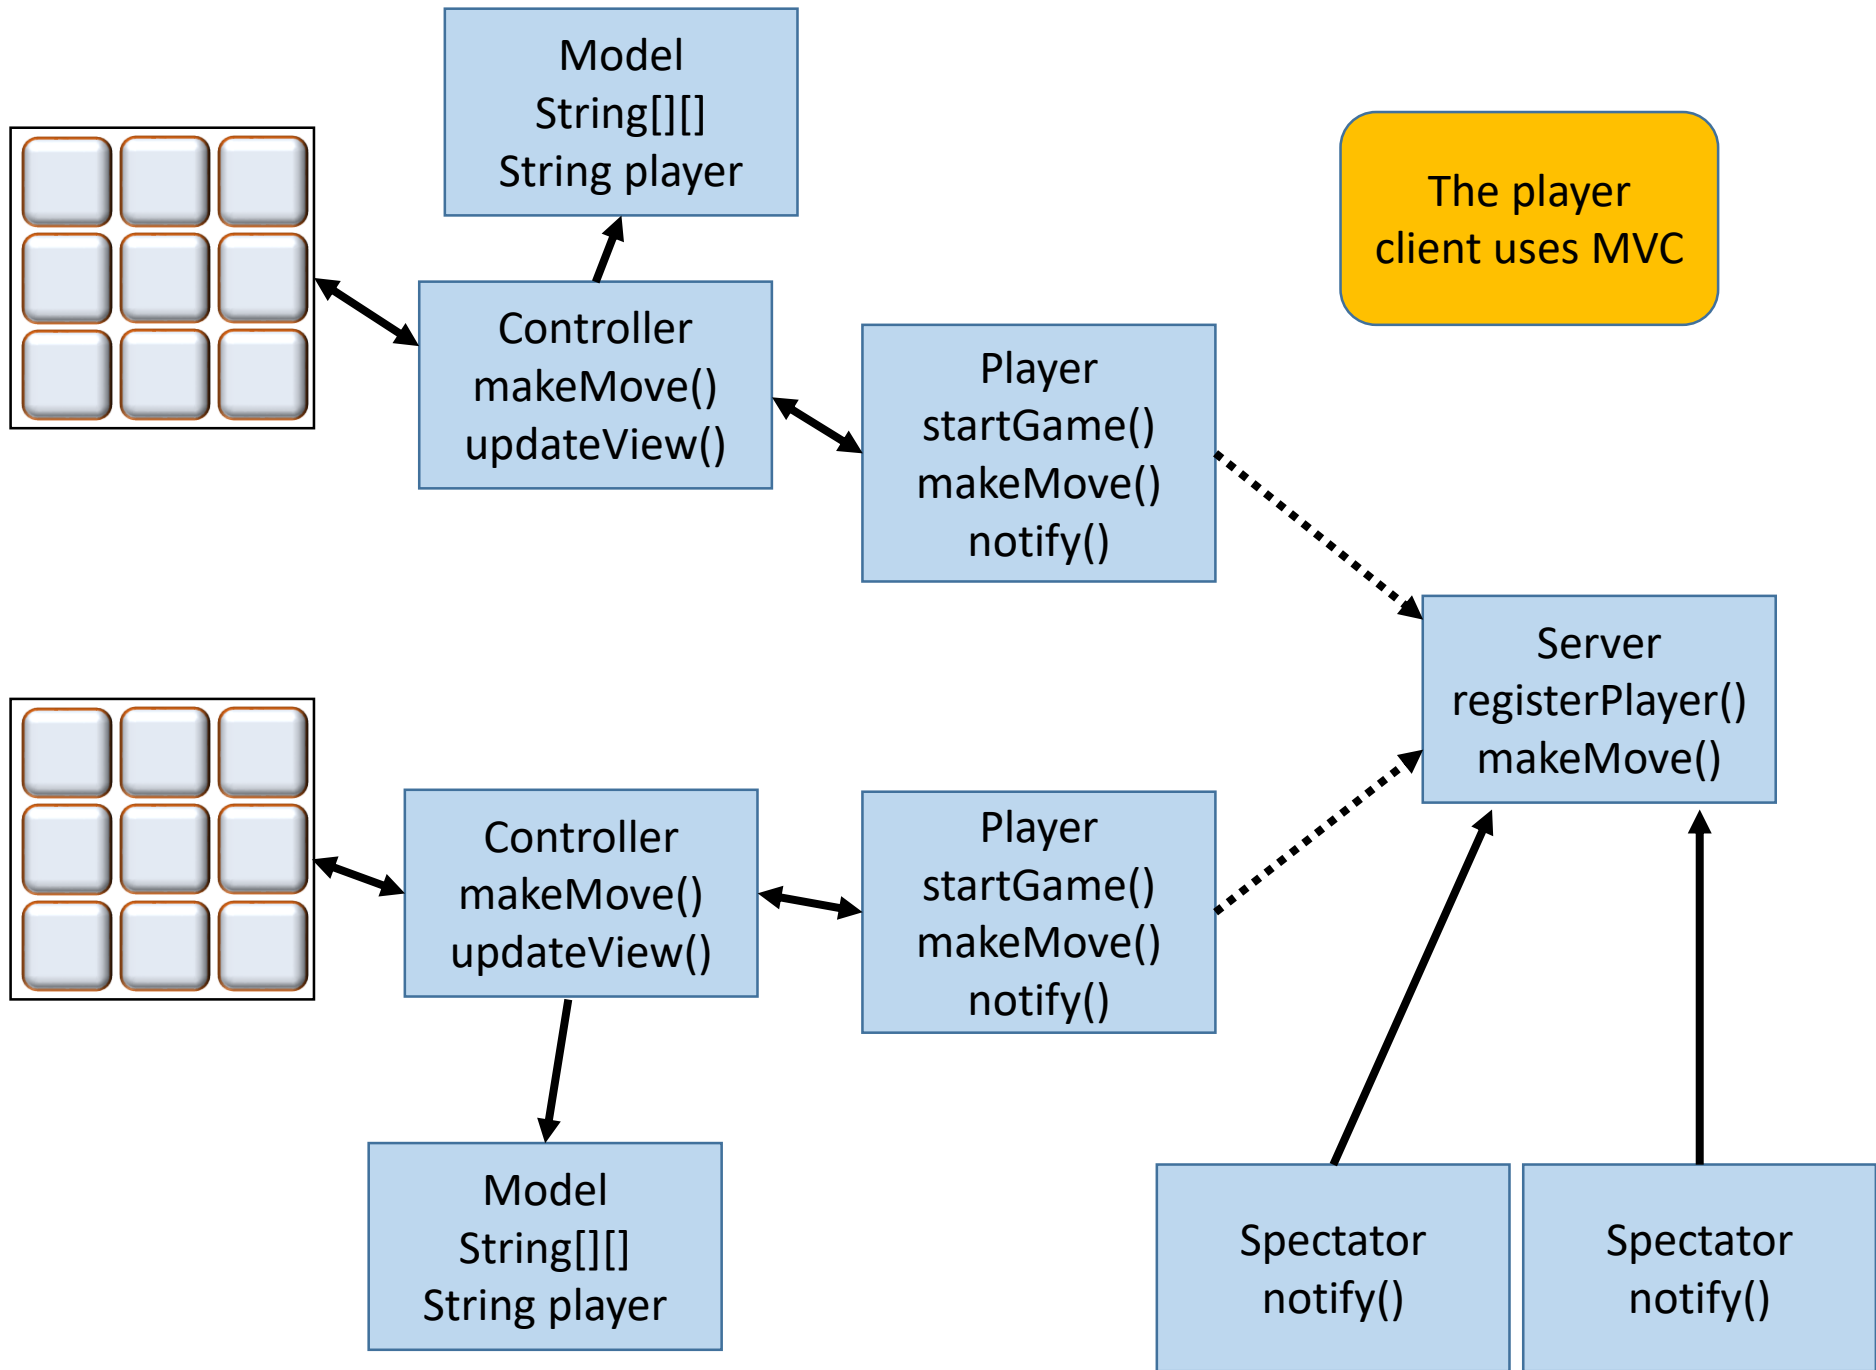 Model
String[][]
String player
The player
client uses MVC
Controller
makeMove()
updateView()
Player
startGame()
makeMove()
notify()
Server
registerPlayer()
makeMove()
Controller
makeMove()
updateView()
Player
startGame()
makeMove()
notify()
Model
String[][]
String player
Spectator
notify()
Spectator
notify()